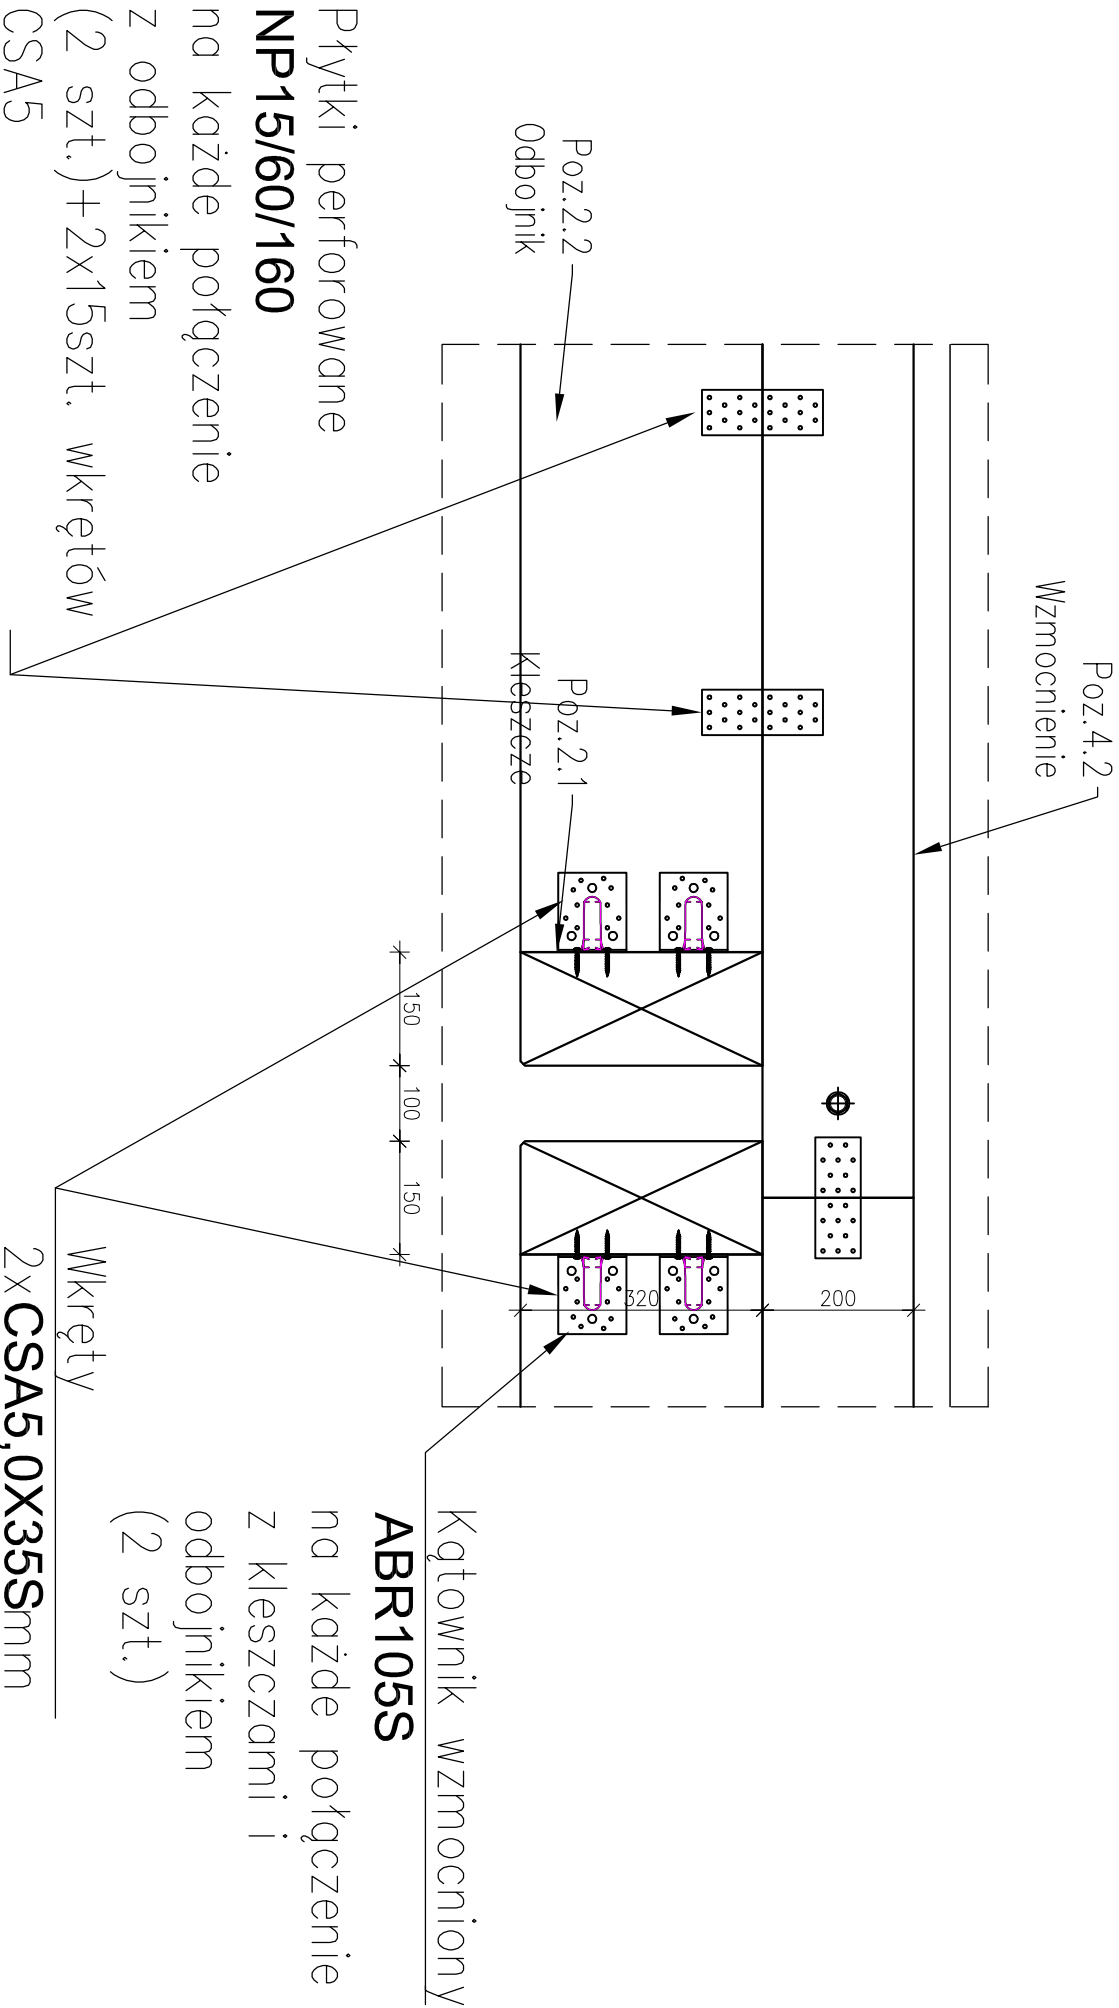 Poz.4.2
Wzmocnienie
Poz.2.2
Odbojnik
Poz.2.1
Kleszcze
150
100
150
320
200
Płytki perforowane
NP15/60/160
na każde połączenie
z odbojnikiem
(2 szt.)+2x15szt. wkrętów
CSA5
Kątownik wzmocniony
ABR105S
na każde połączenie
z kleszczami i
odbojnikiem
(2 szt.)
Wkręty
2xCSA5,0X35Smm